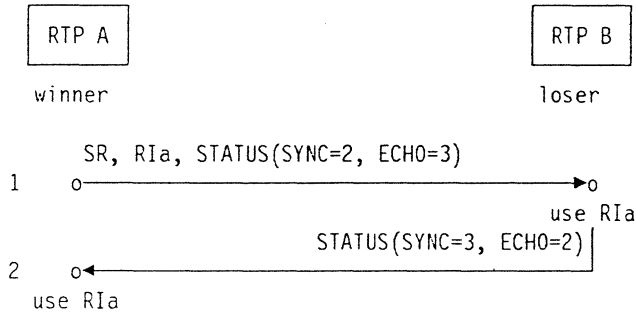 RTP A RTP B
winner loser
SR, RIa, STATUS(SYNC=2, ECHO=3)
1
use RIa
STATUS(SYNC=3, ECHO=2)
2
use RIa